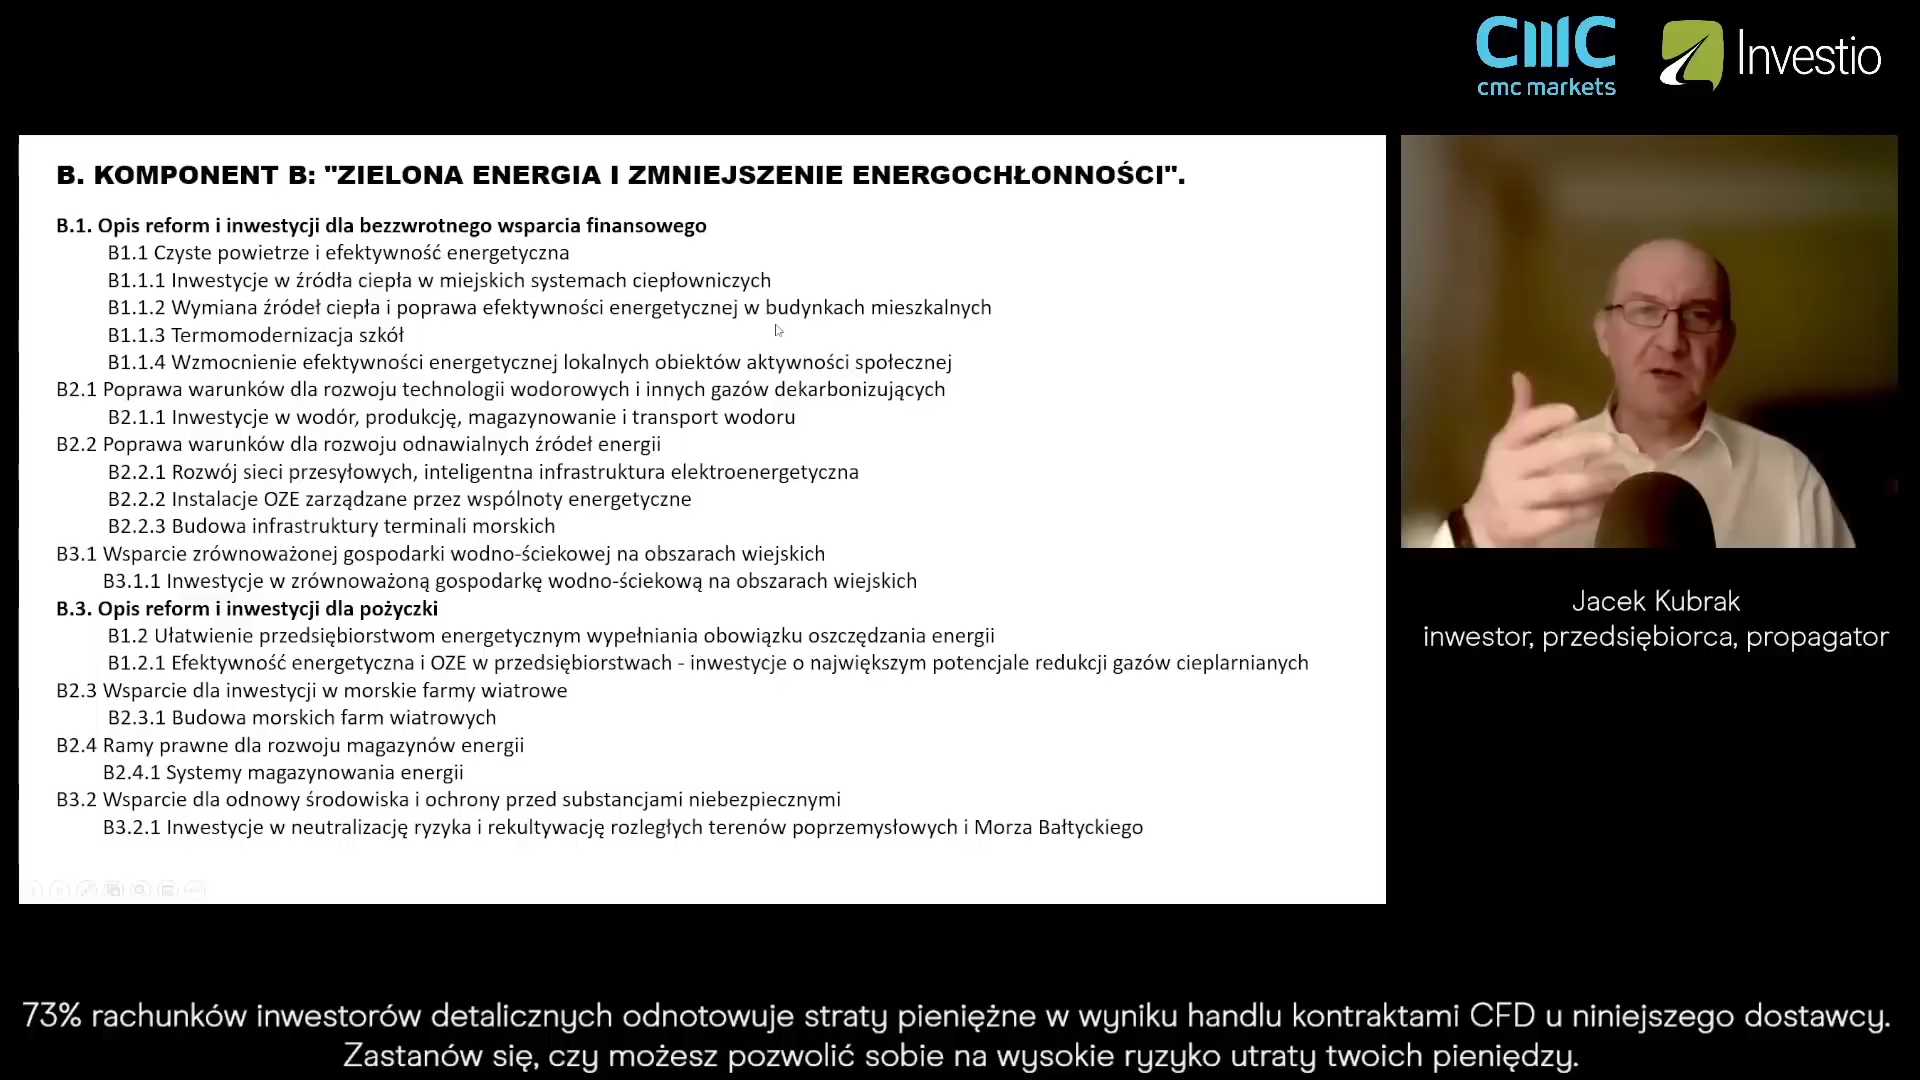 CMC
cmc markets
Investio
B. KOMPONENT B: "ZIELONA ENERGIA I ZMNIEJSZENIE ENERGOCHŁONNOŚCI".
B.1. Opis reform i inwestycji dla bezzwrotnego wsparcia finansowego
B1.1 Czyste powietrze i efektywność energetyczna
B1.1.1 Inwestycje w źródła ciepła w miejskich systemach ciepłowniczych
B1.1.2 Wymiana źródeł ciepła i poprawa efektywności energetycznej w budynkach mieszkalnych
B1.1.3 Termomodernizacja szkół
B1.1.4 Wzmocnienie efektywności energetycznej lokalnych obiektów aktywności społecznej
B2.1 Poprawa warunków dla rozwoju technologii wodorowych i innych gazów dekarbonizujących
B2.1.1 Inwestycje w wodór, produkcję, magazynowanie i transport wodoru
B2.2 Poprawa warunków dla rozwoju odnawialnych źródeł energii
B2.2.1 Rozwój sieci przesyłowych, inteligentna infrastruktura elektroenergetyczna
B2.2.2 Instalacje OZE zarządzane przez wspólnoty energetyczne
B2.2.3 Budowa infrastruktury terminali morskich
B3.1 Wsparcie zrównoważonej gospodarki wodno-ściekowej na obszarach wiejskich
B3.1.1 Inwestycje w zrównoważoną gospodarkę wodno-ściekową na obszarach wiejskich
B.3. Opis reform i inwestycji dla pożyczki
B1.2 Ułatwienie przedsiębiorstwom energetycznym wypełniania obowiązku oszczędzania energii
B1.2.1 Efektywność energetyczna i OZE w przedsiębiorstwach - inwestycje o największym potencjale redukcji gazów cieplarnianych
B2.3 Wsparcie dla inwestycji w morskie farmy wiatrowe
B2.3.1 Budowa morskich farm wiatrowych
B2.4 Ramy prawne dla rozwoju magazynów energii
B2.4.1 Systemy magazynowania energii
B3.2 Wsparcie dla odnowy środowiska i ochrony przed substancjami niebezpiecznymi
B3.2.1 Inwestycje w neutralizację ryzyka i rekultywację rozległych terenów poprzemysłowych i Morza Bałtyckiego
Jacek Kubrak
inwestor, przedsiębiorca, propagator
73% rachunków inwestorów detalicznych odnotowuje straty pieniężne w wyniku handlu kontraktami CFD u niniejszego dostawcy.
Zastanów się, czy możesz pozwolić sobie na wysokie ryzyko utraty twoich pieniędzy.